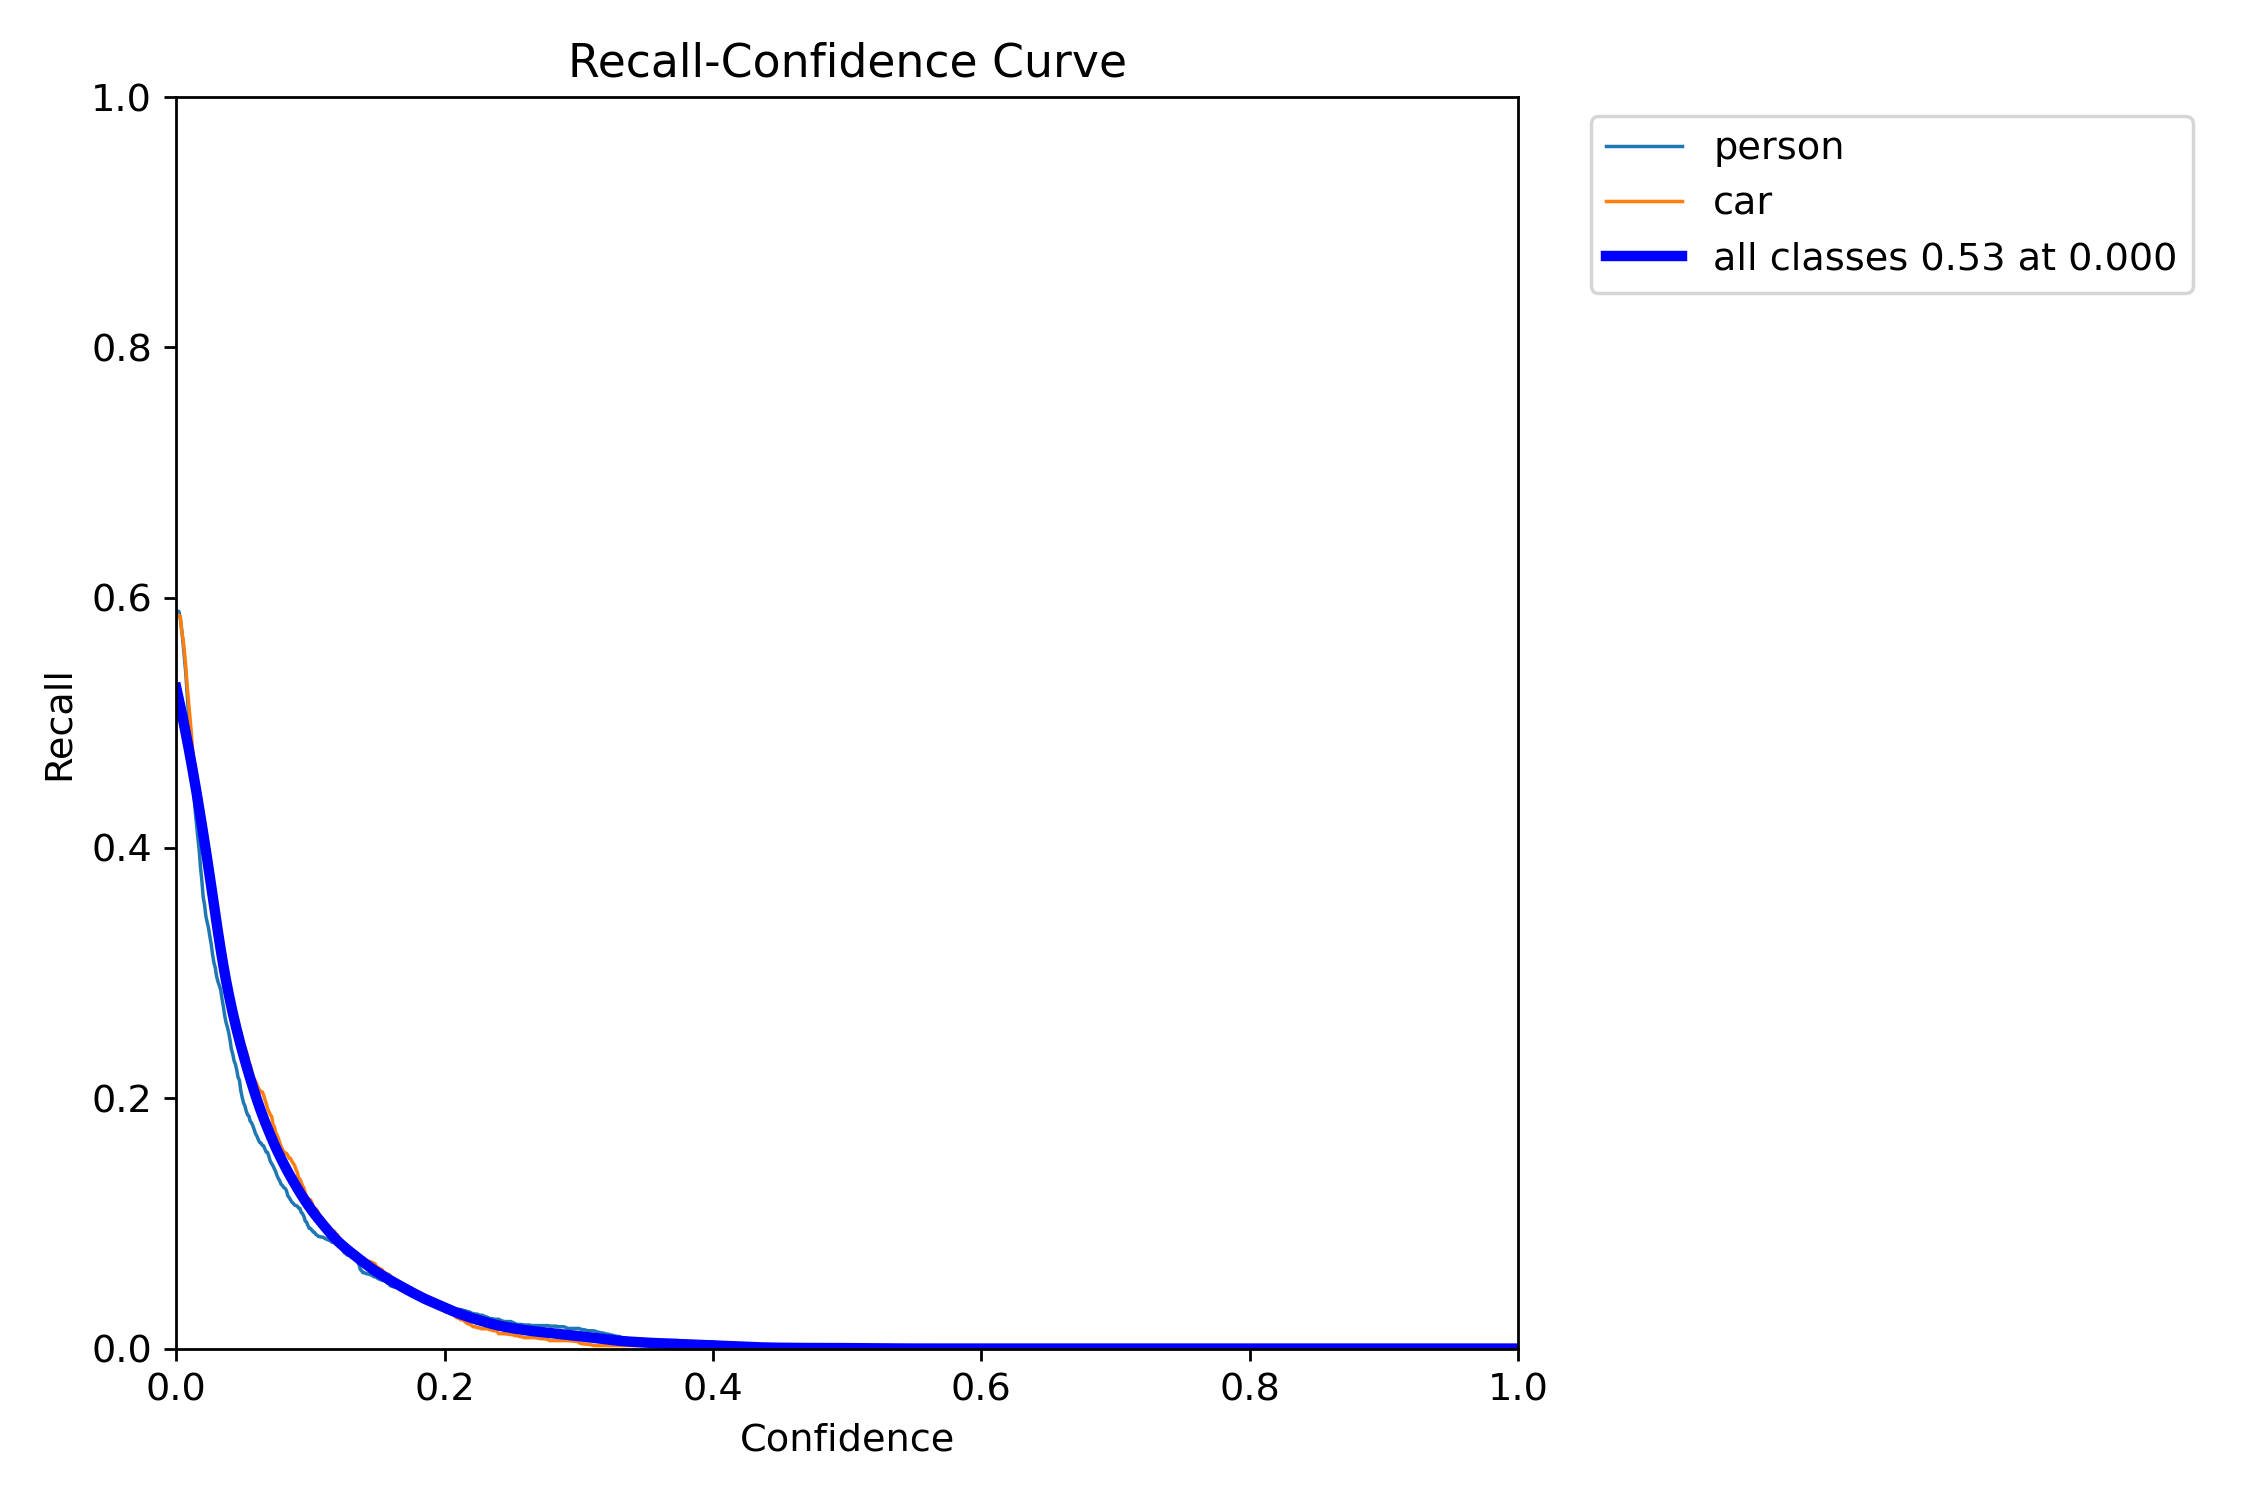 Recall-Confidence Curve
1.0
0.8
0.6
0.4
0.2
0.0
Recall
0.0 0.2 0.4 0.6 0.8 1.0
Confidence
person
car
all classes 0.53 at 0.000